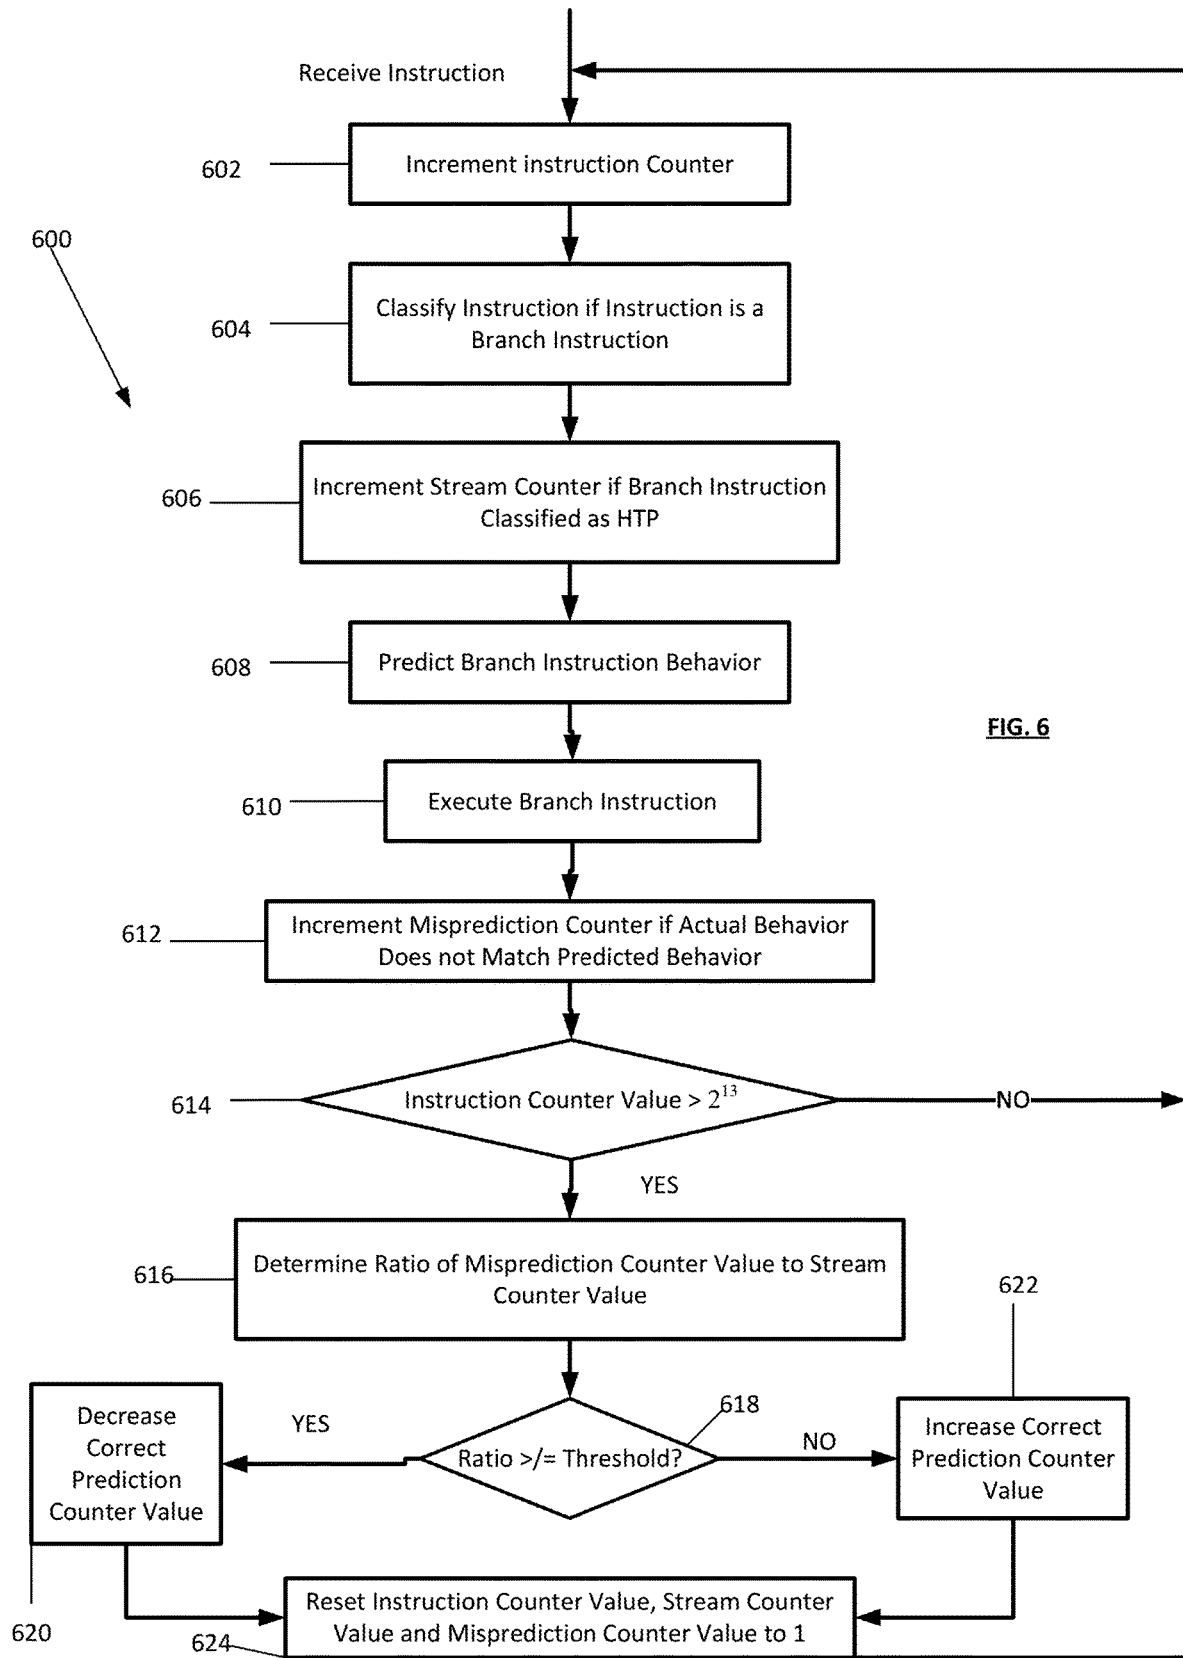 Receive Instruction
602
Increment instruction Counter
600
604
Classify Instruction if Instruction is a
Branch Instruction
606
Increment Stream Counter if Branch Instruction
Classified as HTP
608
Predict Branch Instruction Behavior
FIG. 6
610
Execute Branch Instruction
612
Increment Misprediction Counter if Actual Behavior
Does not Match Predicted Behavior
614
Instruction Counter Value > 2¹³
NO
YES
616
Determine Ratio of Misprediction Counter Value to Stream
Counter Value
622
618
Decrease
Correct
Prediction
Counter Value
YES
Ratio >/= Threshold?
NO
Increase Correct
Prediction Counter
Value
620
624
Reset Instruction Counter Value, Stream Counter
Value and Misprediction Counter Value to 1